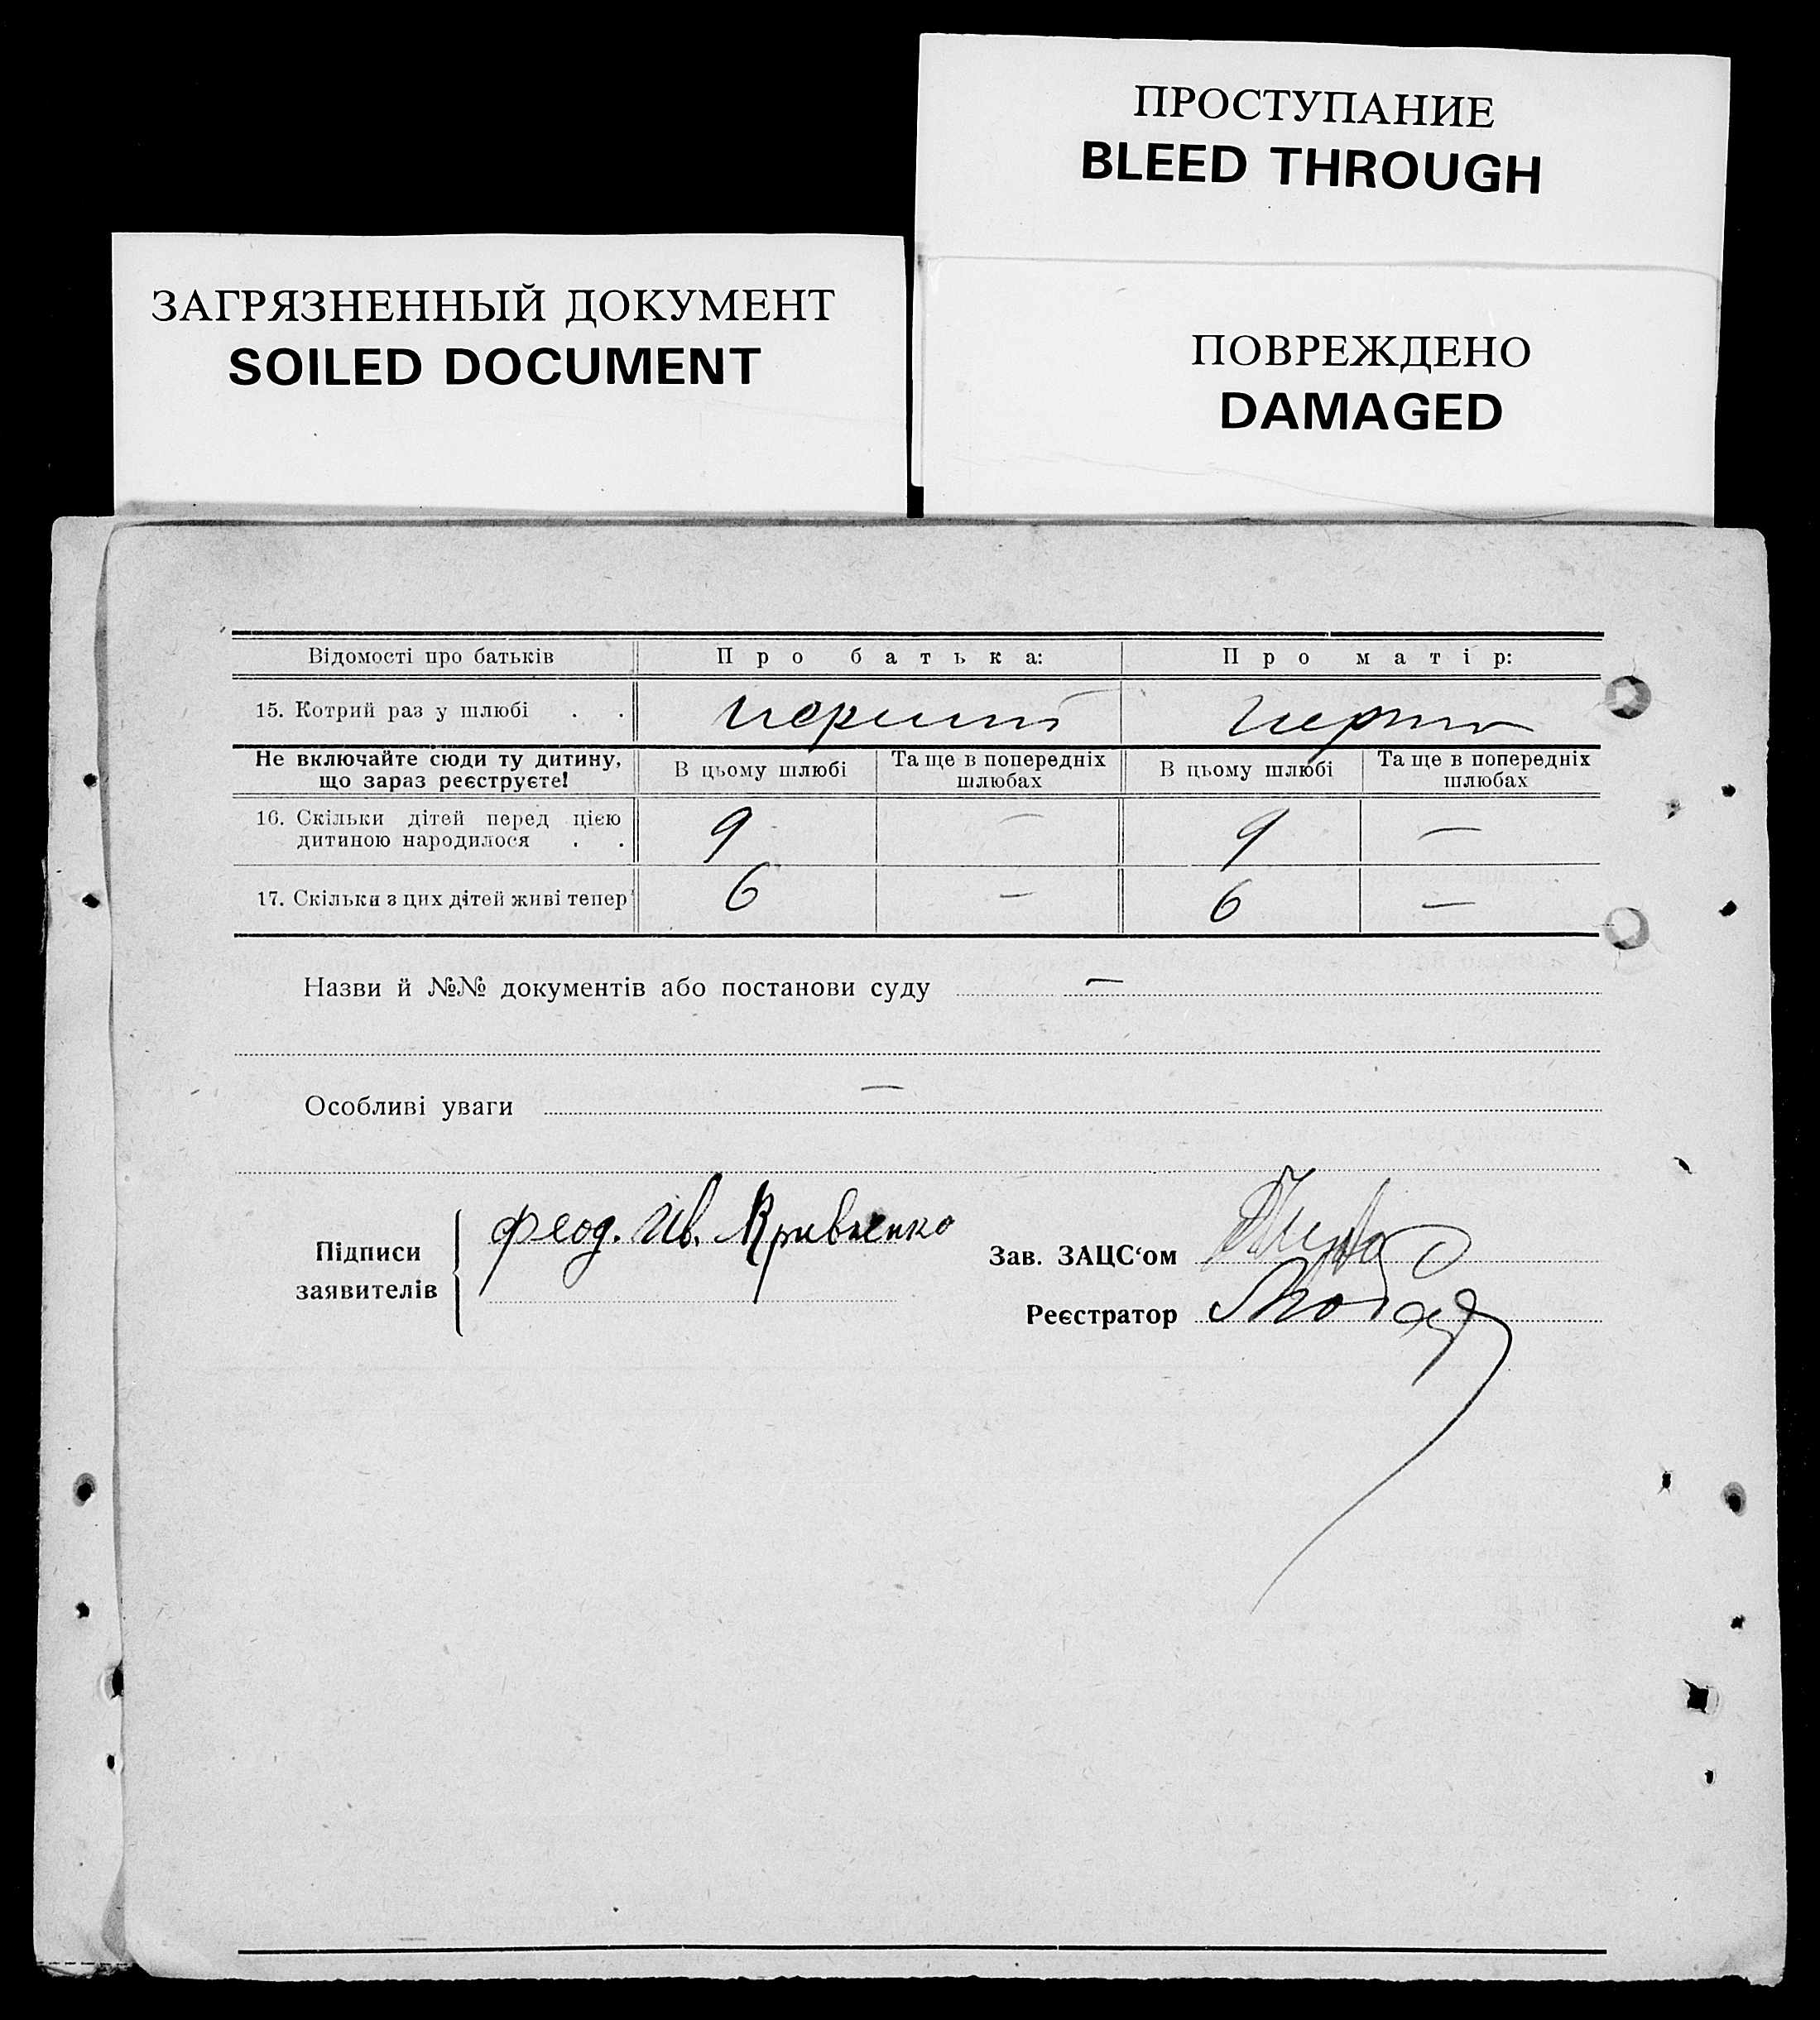 ПРОСТУПАНИЕ
BLEED THROUGH
ЗАГРЯЗНЕННЫЙ ДОКУМЕНТ
SOILED DOCUMENT
ПОВРЕЖДЕНО
DAMAGED
Відомості про батьків Про батька: Про матір:
15. Котрий раз у шлюбі . . перший
Не включайте сюди ту дитину, що зараз реєструєте! В цьому шлюбі Та ще в попередніх шлюбах В цьому шлюбі Та ще в попередніх шлюбах
16. Скільки дітей перед цією дитиною народилося . . 9 — 9 —
17. Скільки з цих дітей живі тепер 6 — 6 —
Назви й №№ документів або постанови суду —
Особливі уваги —
Підписи заявителів феод. Ив.
Зав. ЗАЦС‘ом
Реєстратор